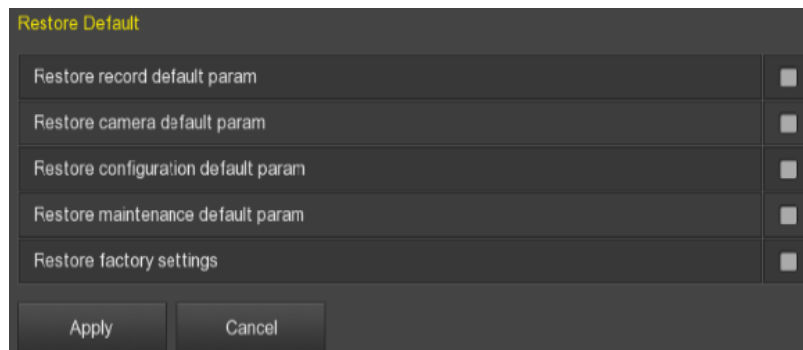 Restore Default
Restore record default param
Restore camera default param
Restore configuration default param
Restore maintenance default param
Restore factory settings
Apply
Cancel